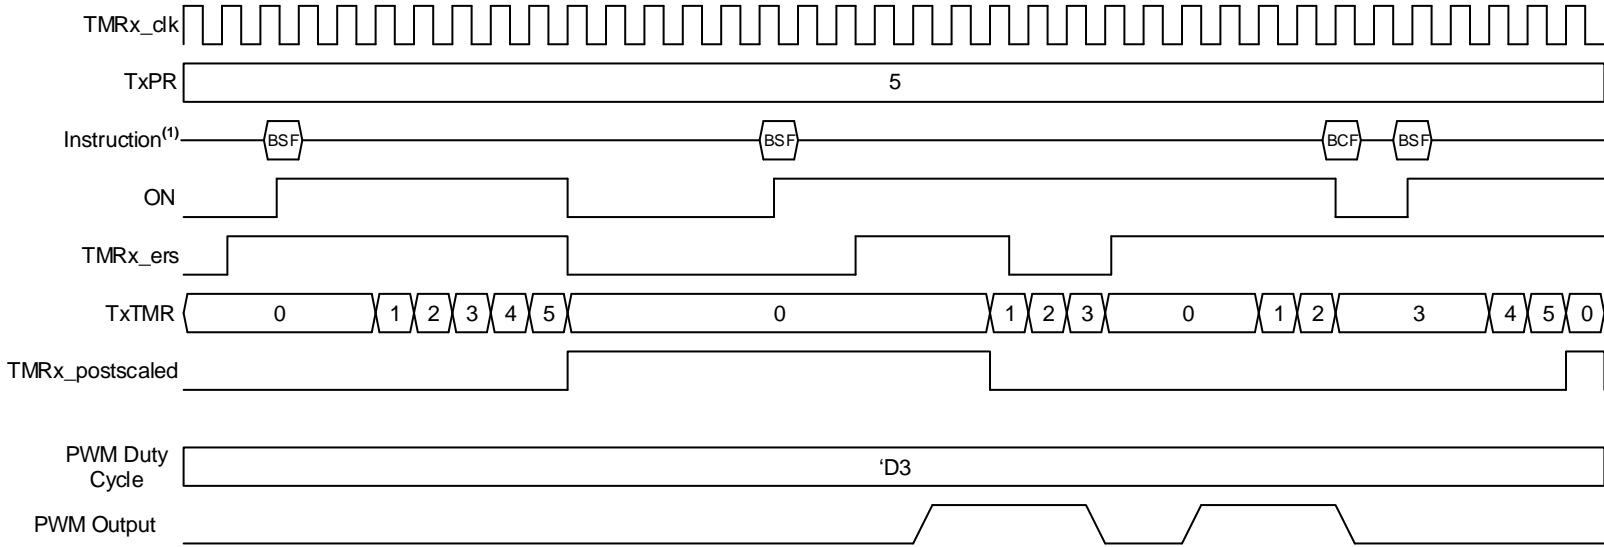 TMRx_clk
TxPR 5
Instruction(1) BSF BSF BCF BSF
ON
TMRx_ers
TxTMR 0 1 2 3 4 5 0 1 2 3 0 1 2 3 4 5 0
TMRx_postscaled
PWM Duty
Cycle
‘D3
PWM Output